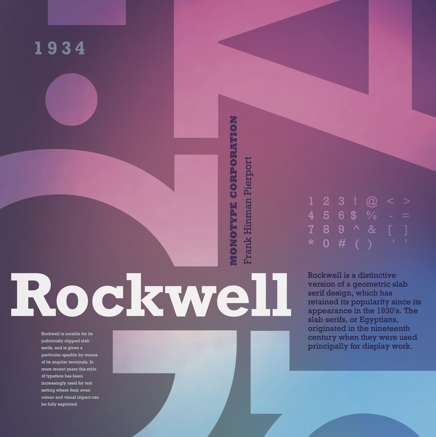 1934
MONOTYPE CORPORATION
Frank Hinman Pierport
1 2 3 ! @ < >
4 5 6 $ % - =
7 8 9 ^ & [ ]
* 0 # ( ) ' '
Rockwell
Rockwell is a distinctive
version of a geometric slab
serif design, which has
retained its popularity since its
appearance in the 1930's. The
slab serifs, or Egyptians,
originated in the nineteenth
century when they were used
principally for display work.
Rockwell is notable for its
judiciously clipped slab
serifs, and is given a
particular sparkle by means
of its angular terminals. In
more recent years this style
of typeface has been
increasingly used for text
setting where their even
colour and visual impact can
be fully exploited.